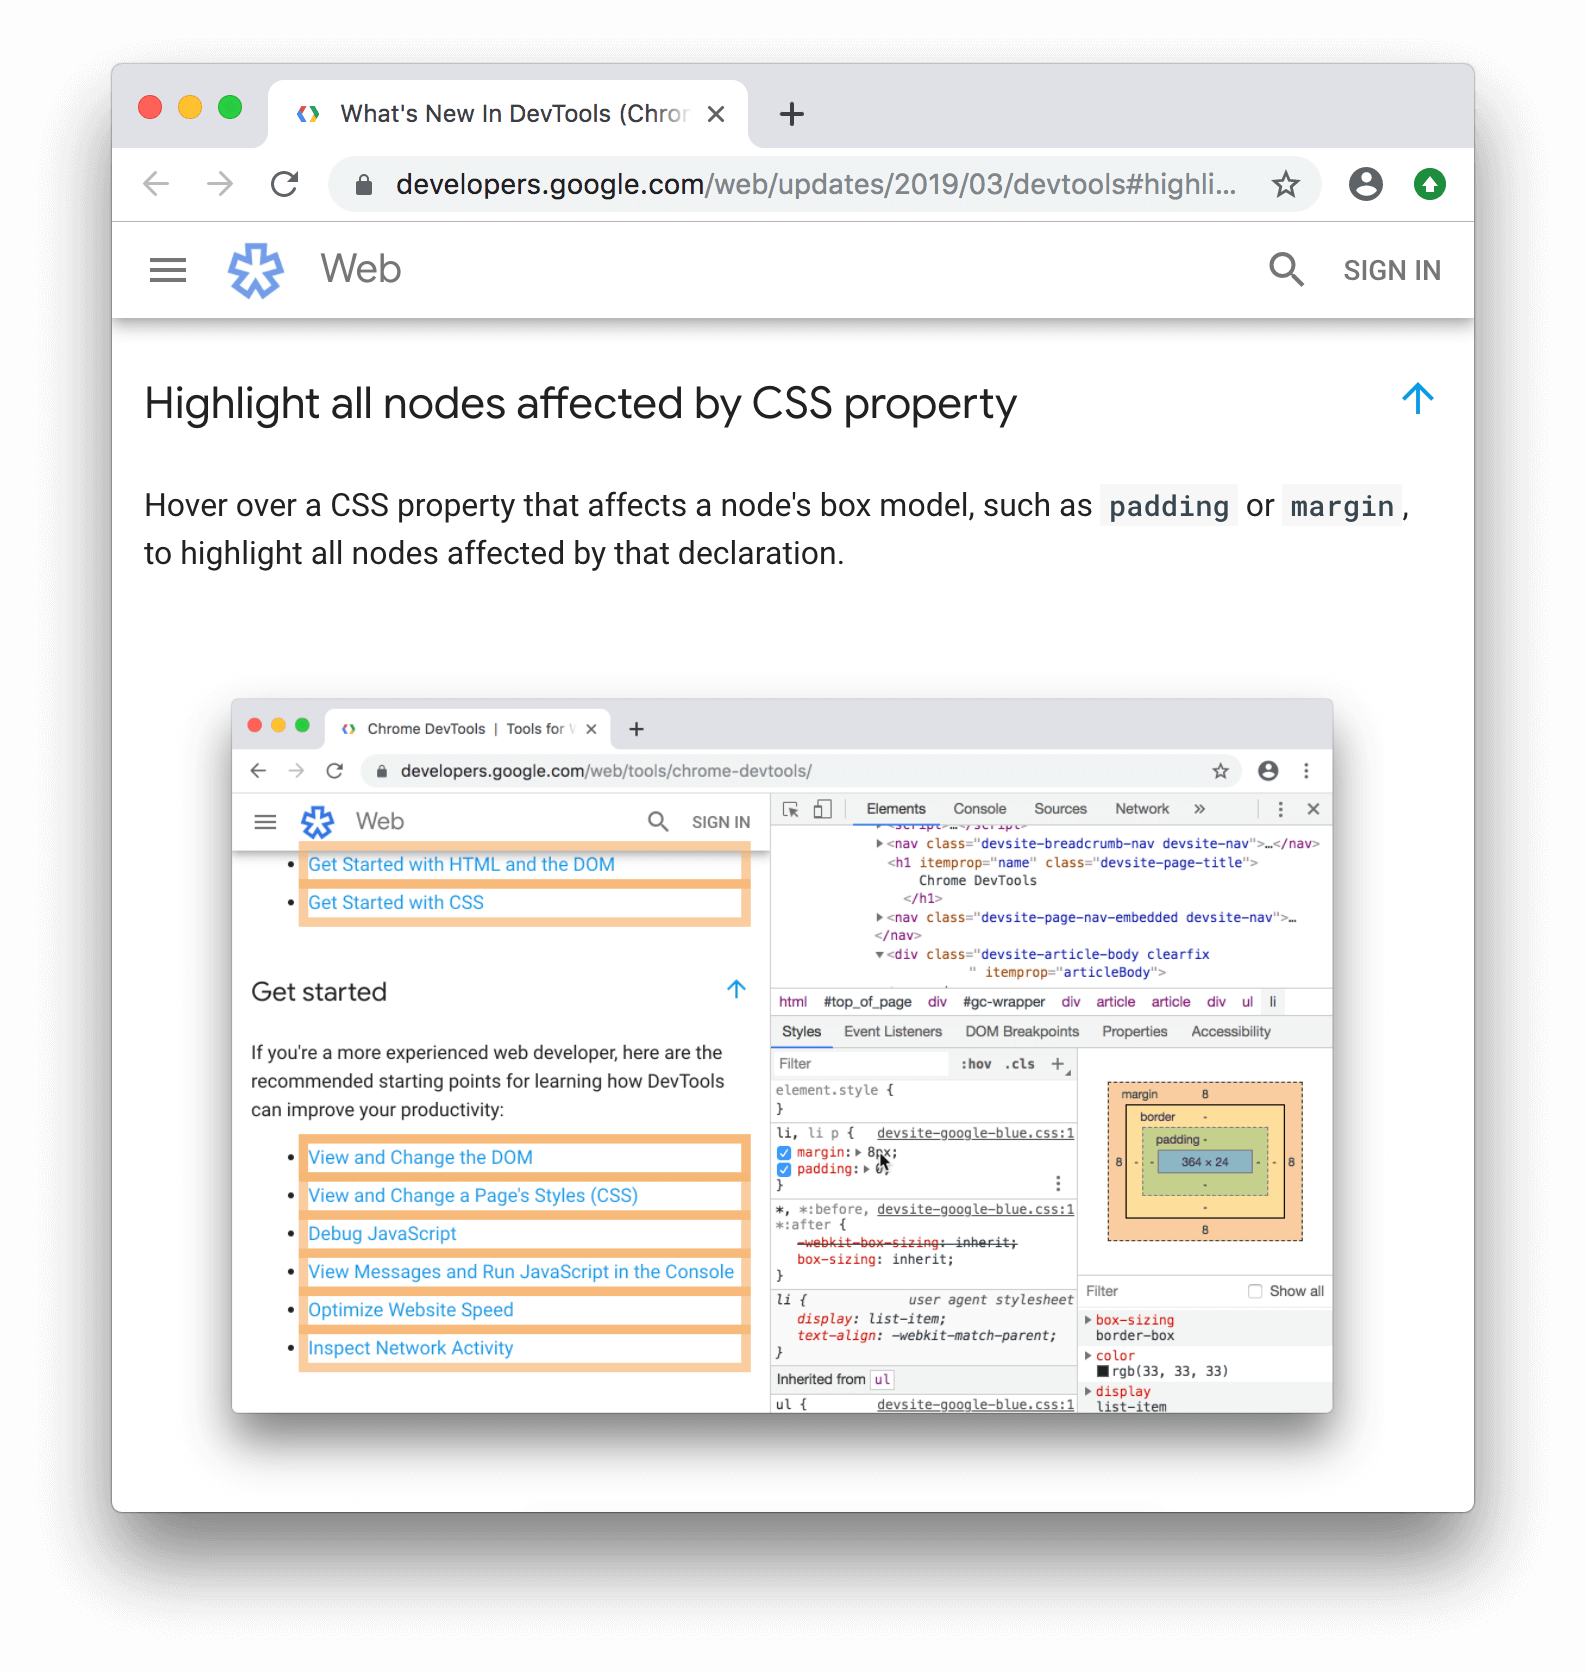 What's New In DevTools (Chror
developers.google.com/web/updates/2019/03/devtools#highli...
Web
SIGN IN
Highlight all nodes affected by CSS property
Hover over a CSS property that affects a node's box model, such as padding or margin,
to highlight all nodes affected by that declaration.
Chrome DevTools | Tools for
developers.google.com/web/tools/chrome-devtools/
Web
SIGN IN
Get Started with HTML and the DOM
Get Started with CSS
Get started
If you're a more experienced web developer, here are the
recommended starting points for learning how DevTools
can improve your productivity:
View and Change the DOM
View and Change a Page's Styles (CSS)
Debug JavaScript
View Messages and Run JavaScript in the Console
Optimize Website Speed
Inspect Network Activity
Elements Console Sources Network »
<script>…</script>
<nav class="devsite-breadcrumb-nav devsite-nav">…</nav>
<h1 itemprop="name" class="devsite-page-title">
Chrome DevTools
</h1>
<nav class="devsite-page-nav-embedded devsite-nav">…
</nav>
<div class="devsite-article-body clearfix
" itemprop="articleBody">
html #top_of_page div #gc-wrapper div article article div ul li
Styles Event Listeners DOM Breakpoints Properties Accessibility
Filter :hov .cls +
element.style {
}
li, li p { devsite-google-blue.css:1
margin: 8px;
padding: 0;
}
*, *:before, devsite-google-blue.css:1
*:after {
-webkit-box-sizing: inherit;
box-sizing: inherit;
}
li { user agent stylesheet
display: list-item;
text-align: -webkit-match-parent;
}
Inherited from ul
ul { devsite-google-blue.css:1
margin 8
border -
padding -
8 - - 364 × 24 - - 8
-
-
8
Filter Show all
box-sizing
border-box
color
rgb(33, 33, 33)
display
list-item